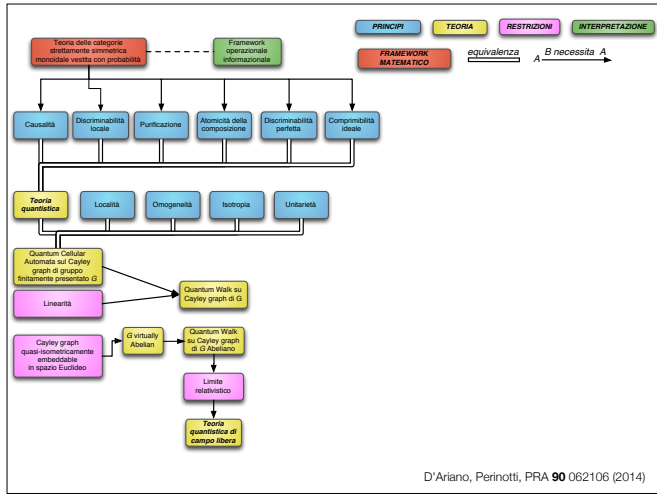 Teoria delle categorie
strettamente simmetrica
monoidale vestita con probabilità
Framework
operazionale
informazionale
PRINCIPI
TEORIA
RESTRIZIONI
INTERPRETAZIONE
FRAMEWORK
MATEMATICO
equivalenza
A B necessita A
Causalità
Discriminabilità
locale
Purificazione
Atomicità della
composizione
Discriminabilità
perfetta
Comprimibilità
ideale
Teoria
quantistica
Località
Omogeneità
Isotropia
Unitarietà
Quantum Cellular
Automata sul Cayley
graph di gruppo
finitamente presentato G
Linearità
Quantum Walk su
Cayley graph di G
Cayley graph
quasi-isometricamente
embeddable
in spazio Euclideo
G virtually
Abelian
Quantum Walk
su Cayley graph
di G Abeliano
Limite
relativistico
Teoria
quantistica di
campo libera
D'Ariano, Perinotti, PRA 90 062106 (2014)